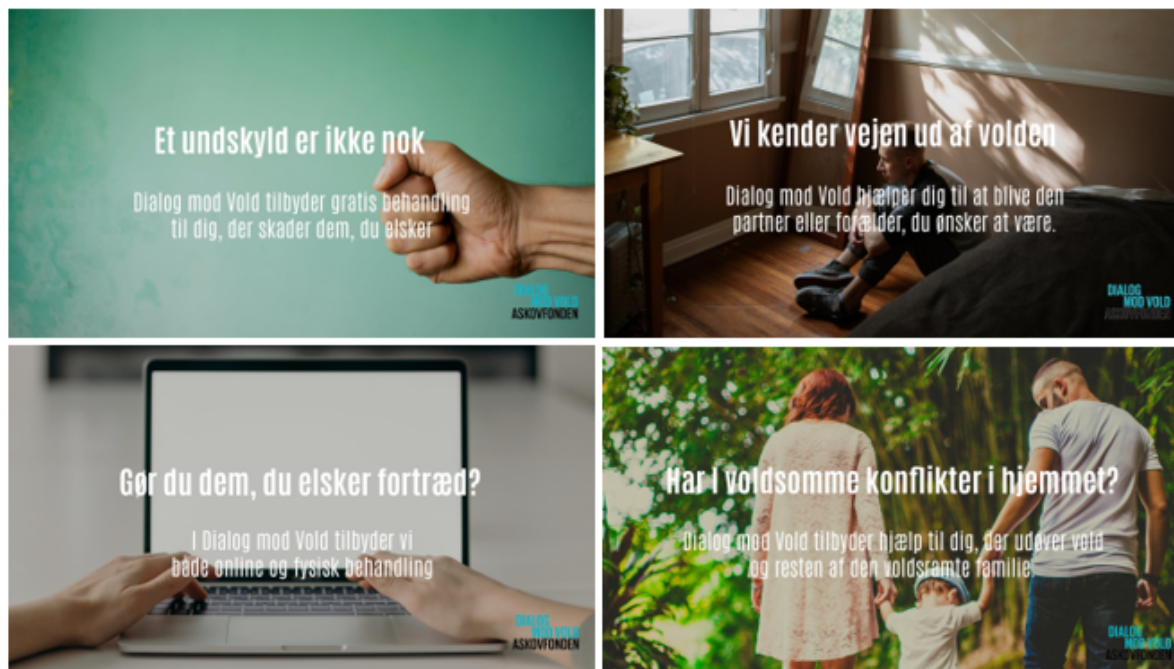 Et undskyld er ikke nok
Dialog mod Vold tilbyder gratis behandling
til dig, der skader dem, du elsker
DIALOG
MOD VOLD
ASKOVFONDEN
Vi kender vejen ud af volden
Dialog mod Vold hjælper dig til at blive den
partner eller forælder, du ønsker at være.
DIALOG
MOD VOLD
ASKOVFONDEN
Gør du dem, du elsker fortræd?
I Dialog mod Vold tilbyder vi
både online og fysisk behandling
DIALOG
MOD VOLD
ASKOVFONDEN
Har I voldsomme konflikter i hjemmet?
Dialog mod Vold tilbyder hjælp til dig, der udøver vold
og resten af den voldsramte familie
DIALOG
MOD VOLD
ASKOVFONDEN